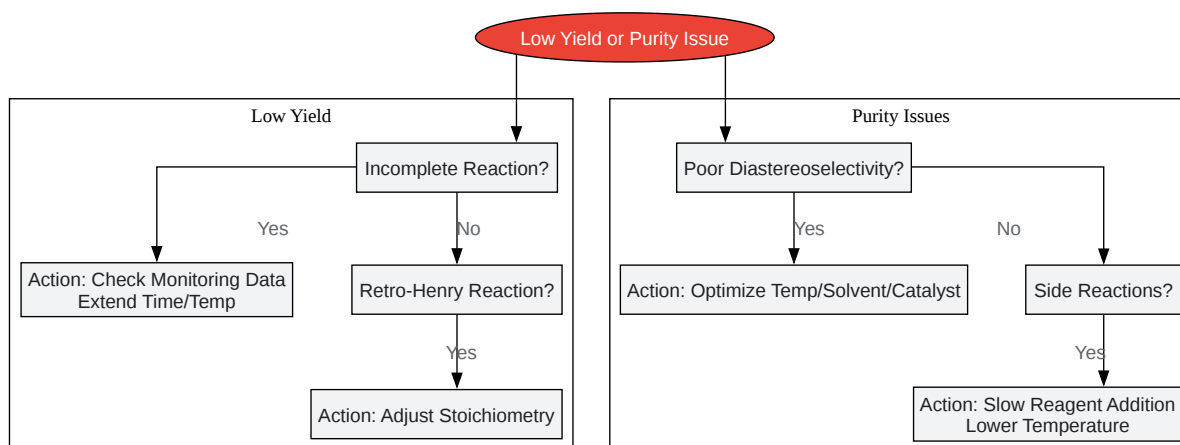 Low Yield or Purity Issue
Low Yield
Purity Issues
Incomplete Reaction?
Poor Diastereoselectivity?
Yes
No
Yes
No
Action: Check Monitoring Data
Extend Time/Temp
Retro-Henry Reaction?
Action: Optimize Temp/Solvent/Catalyst
Side Reactions?
Yes
Yes
Action: Adjust Stoichiometry
Action: Slow Reagent Addition
Lower Temperature